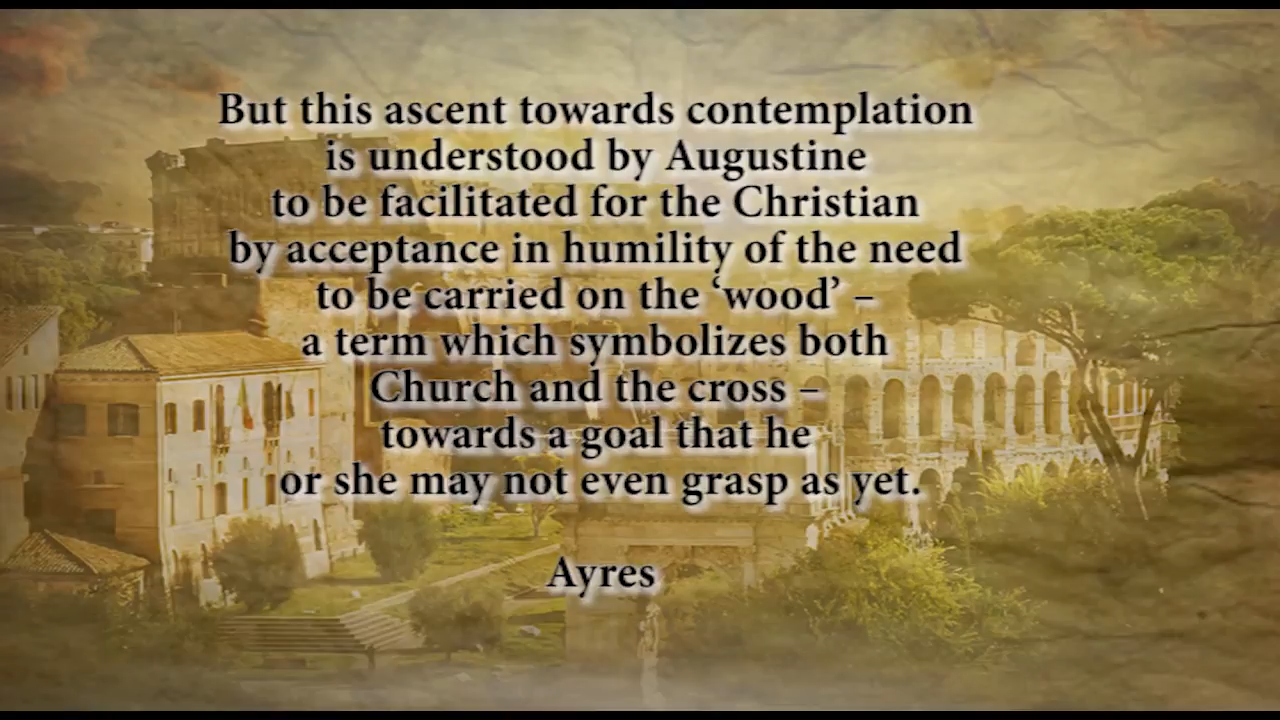 But this ascent towards contemplation
is understood by Augustine
to be facilitated for the Christian
by acceptance in humility of the need
to be carried on the ‘wood’ –
a term which symbolizes both
Church and the cross –
towards a goal that he
or she may not even grasp as yet.
Ayres